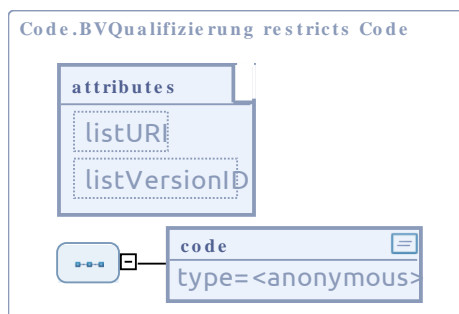 Code.BVQualifizierung restricts Code
attributes
listURI
listVersionID
code
type=<anonymous>